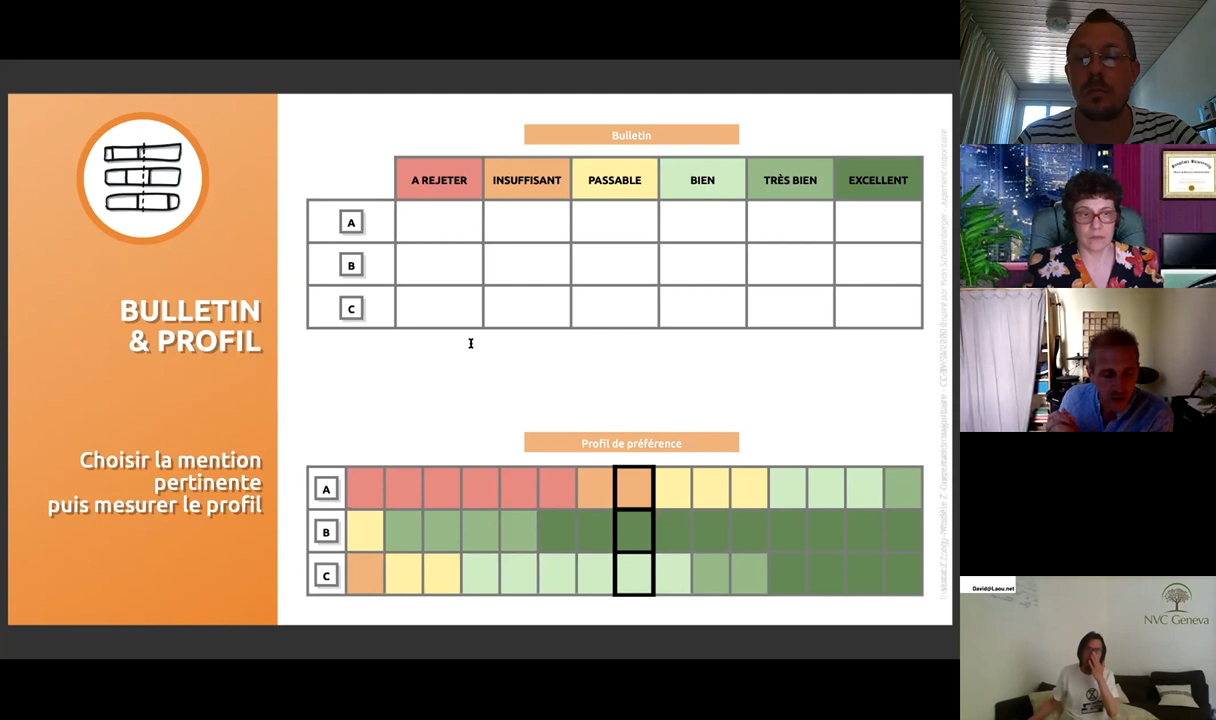 BULLETIN
& PROFIL
Choisir la mention
pertinente
puis mesurer le profil
Bulletin
A REJETER INSUFFISANT PASSABLE BIEN TRÈS BIEN EXCELLENT
A
B
C
Profil de préférence
A
B
C
David@Laou.net
NVC Geneva